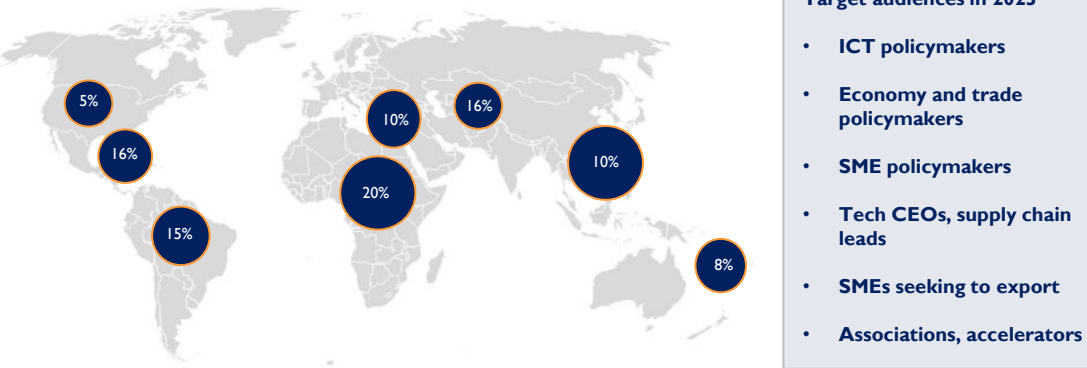 Target audiences in 2025
5%
16%
15%
10%
20%
16%
10%
8%
• ICT policymakers
• Economy and trade
policymakers
• SME policymakers
• Tech CEOs, supply chain
leads
• SMEs seeking to export
• Associations, accelerators